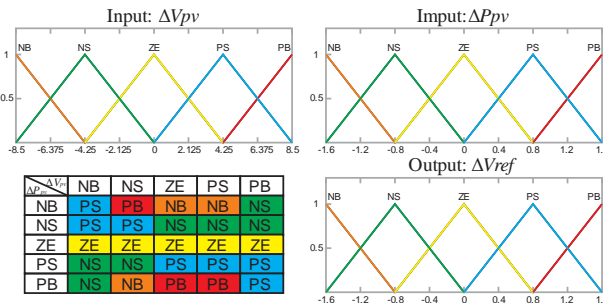 Input: ΔVpv
Imput: ΔPpv
1
NB NS ZE PS PB
0.5
-8.5 -6.375 -4.25 -2.125 0 2.125 4.25 6.375 8.5
1
NB NS ZE PS PB
0.5
-1.6 -1.2 -0.8 -0.4 0 0.4 0.8 1.2 1.
Output: ΔVref
ΔPpv ΔVpv NB NS ZE PS PB
NB PS PB NB NB NS
NS PS PS NS NS NS
ZE ZE ZE ZE ZE ZE
PS NS NS PS PS PS
PB NS NB PB PB PS
1
NB NS ZE PS PB
0.5
-1.6 -1.2 -0.8 -0.4 0 0.4 0.8 1.2 1.